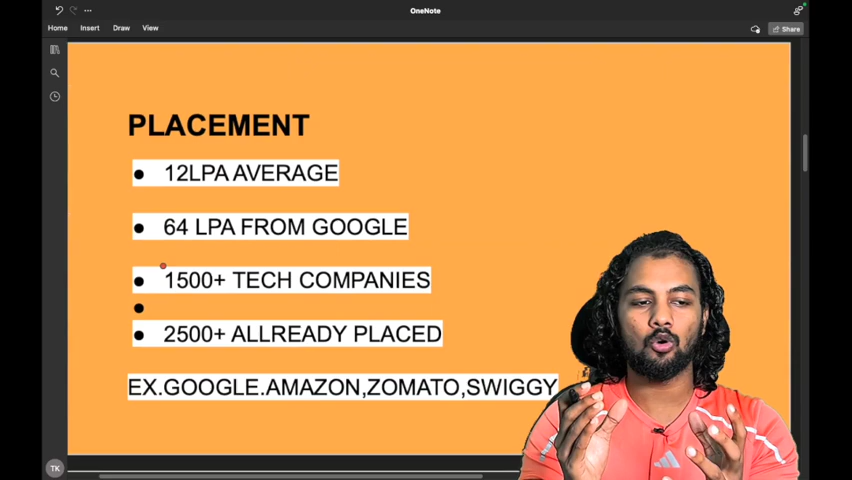 OneNote
Home Insert Draw View
Share
PLACEMENT
● 12LPA AVERAGE
● 64 LPA FROM GOOGLE
● 1500+ TECH COMPANIES
●
● 2500+ ALLREADY PLACED
EX.GOOGLE.AMAZON,ZOMATO,SWIGGY
TK